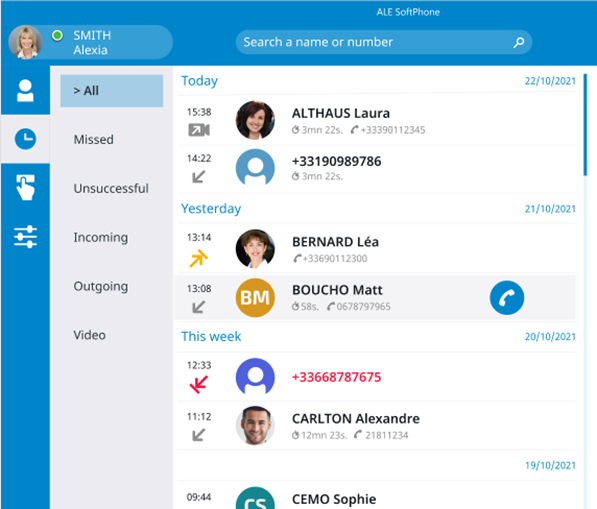 ALE SoftPhone
SMITH
Alexia
Search a name or number
> All
Missed
Unsuccessful
Incoming
Outgoing
Video
Today 22/10/2021
15:38 ALTHAUS Laura
3mn 22s. +33390112345
14:22 +33190989786
3mn 22s.
Yesterday 21/10/2021
13:14 BERNARD Léa
+33690112300
13:08 BM BOUCHO Matt
58s. 0678797965
This week 20/10/2021
12:33 +33668787675
11:12 CARLTON Alexandre
12mn 23s. 21811234
19/10/2021
09:44 CS CEMO Sophie